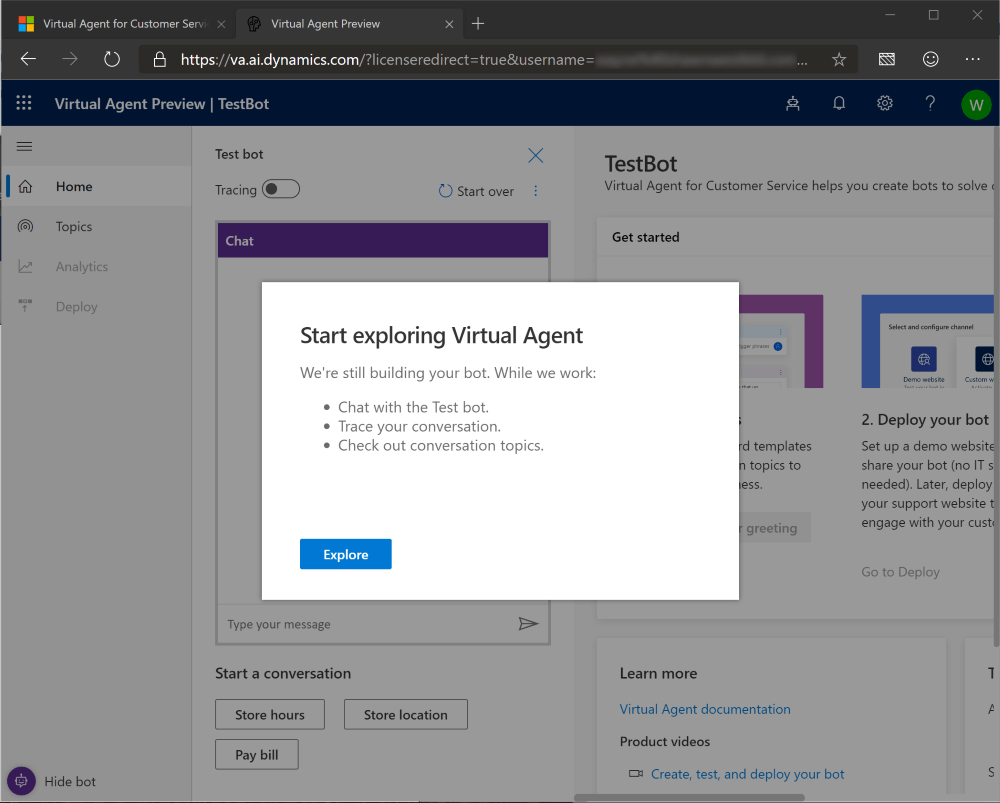 Virtual Agent for Customer Servi
Virtual Agent Preview
https://va.ai.dynamics.com/?licenseredirect=true&username=
...
Virtual Agent Preview | TestBot
W
Home
Topics
Analytics
Deploy
Hide bot
Test bot
Tracing
Start over
Chat
Type your message
Start a conversation
Store hours
Store location
Pay bill
Start exploring Virtual Agent
We're still building your bot. While we work:
Chat with the Test bot.
Trace your conversation.
Check out conversation topics.
Explore
TestBot
Virtual Agent for Customer Service helps you create bots to solve
Get started
gger phrases
that us
s
rd templates
n topics to
ness.
r greeting
Select and configure channel
Demo website
Custom w
2. Deploy your bot
Set up a demo website
share your bot (no IT s
needed). Later, deploy
your support website t
engage with your custo
Go to Deploy
Learn more
Virtual Agent documentation
Product videos
Create, test, and deploy your bot
T
A
S